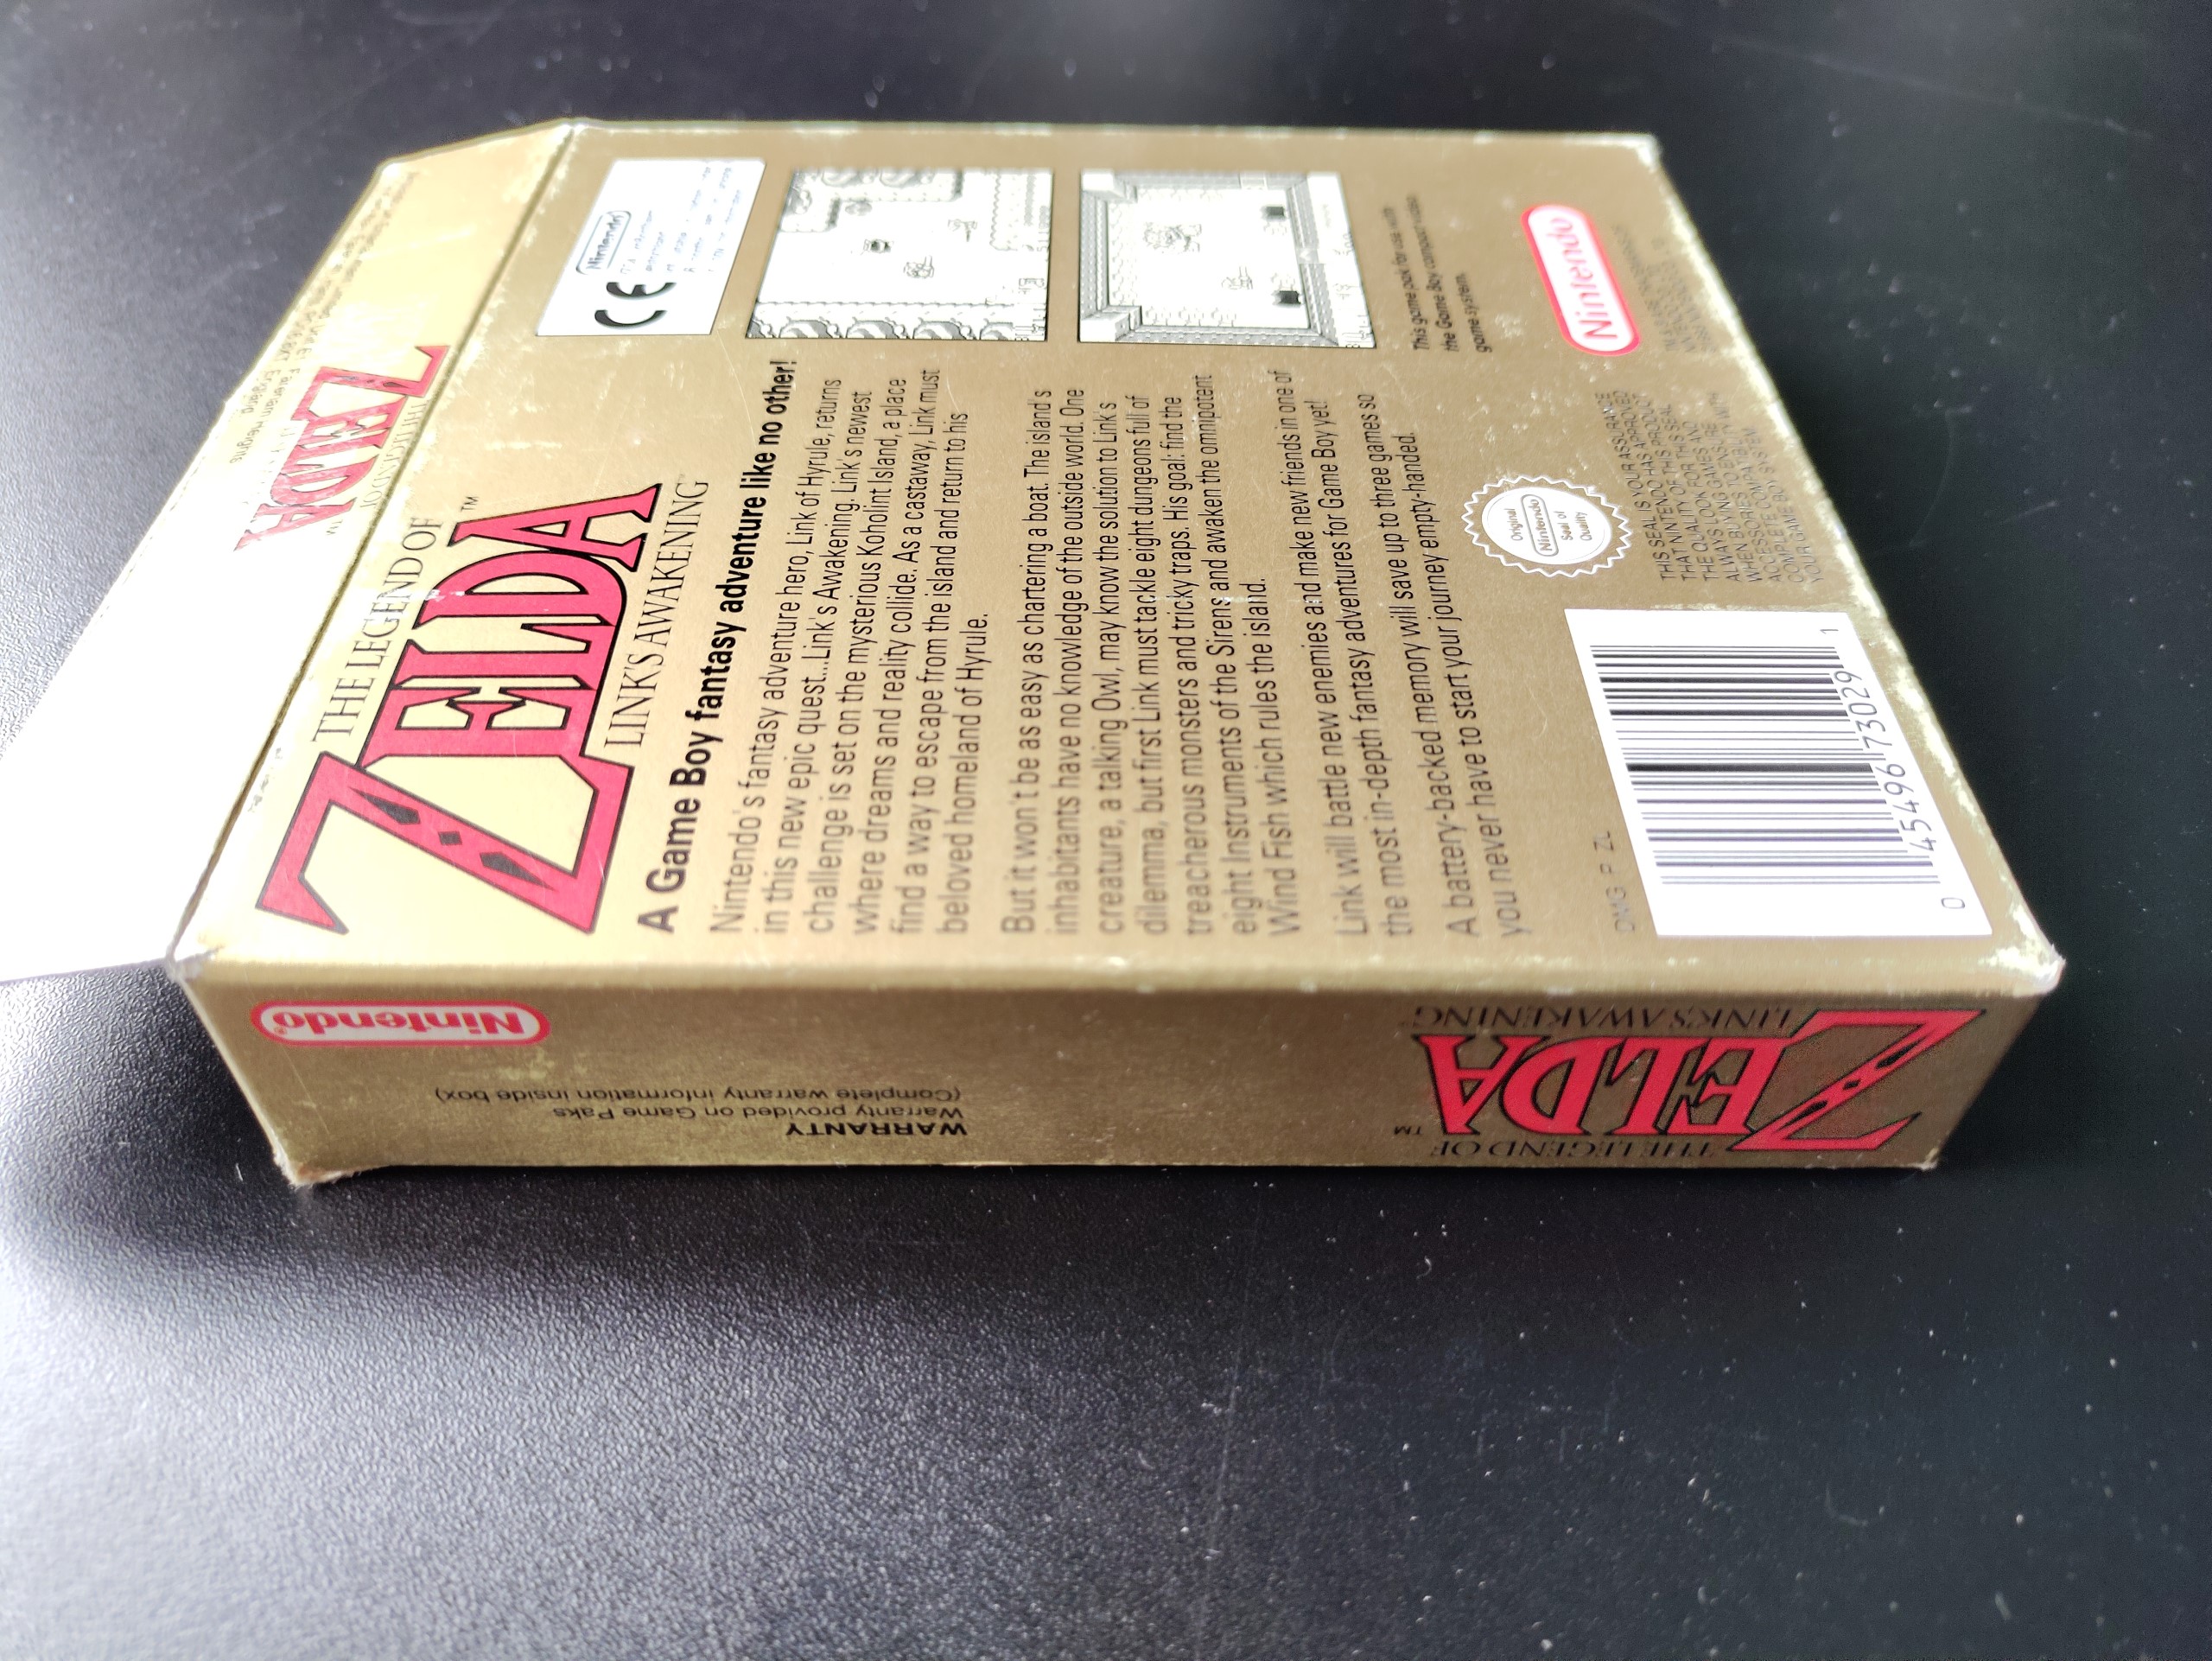 THE LEGEND OF
ZELDA™
LINK'S AWAKENING
A Game Boy fantasy adventure like no other!
Nintendo's fantasy adventure hero, Link of Hyrule, returns
in this new epic quest...Link's Awakening. Link's newest
challenge is set on the mysterious Koholint Island, a place
where dreams and reality collide. As a castaway, Link must
find a way to escape from the island and return to his
beloved homeland of Hyrule.
But it won't be as easy as chartering a boat. The island's
inhabitants have no knowledge of the outside world. One
creature, a talking Owl, may know the solution to Link's
dilemma, but first Link must tackle eight dungeons full of
treacherous monsters and tricky traps. His goal: find the
eight Instruments of the Sirens and awaken the omnipotent
Wind Fish which rules the island.
Link will battle new enemies and make new friends in one of
the most in-depth fantasy adventures for Game Boy yet!
A battery-backed memory will save up to three games so
you never have to start your journey empty-handed.
CE
Nintendo
This game pak for use with
the Game Boy compact video
game system.
DMG P ZL
0 45496 73029 1
Original
Nintendo
Seal of
Quality
THIS SEAL IS YOUR ASSURANCE
THAT NINTENDO HAS APPROVED
THE QUALITY OF THIS PRODUCT.
ALWAYS LOOK FOR THIS SEAL
WHEN BUYING GAMES AND
ACCESSORIES TO ENSURE
COMPLETE COMPATIBILITY WITH
YOUR GAME BOY SYSTEM.
Nintendo
ZELDA
Nintendo®
WARRANTY
Warranty provided on Game Paks
(Complete warranty information inside box)
THE LEGEND OF
ZELDA™
LINK'S AWAKENING